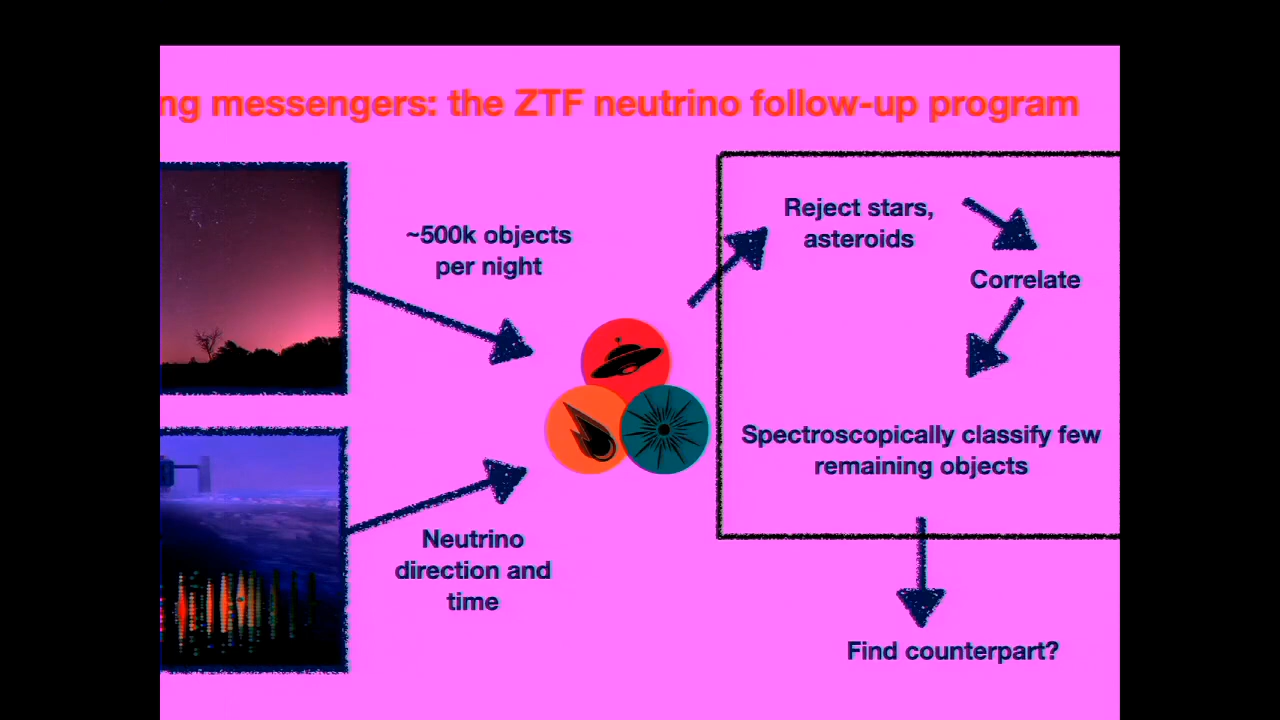 ng messengers: the ZTF neutrino follow-up program
~500k objects
per night
Neutrino
direction and
time
Reject stars,
asteroids
Correlate
Spectroscopically classify few
remaining objects
Find counterpart?